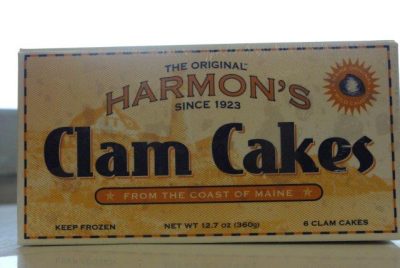 THE ORIGINAL
HARMON'S
SINCE 1923
Clam Cakes
FROM THE COAST OF MAINE
KEEP FROZEN
NET WT 12.7 oz (360g)
6 CLAM CAKES